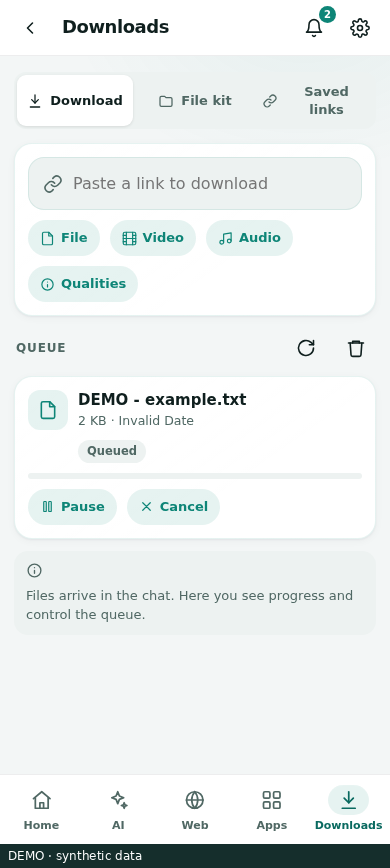 Downloads
2
Download
File kit
Saved
links
Paste a link to download
File
Video
Audio
Qualities
QUEUE
DEMO - example.txt
2 KB · Invalid Date
Queued
Pause
Cancel
Files arrive in the chat. Here you see progress and
control the queue.
Home
AI
Web
Apps
Downloads
DEMO · synthetic data